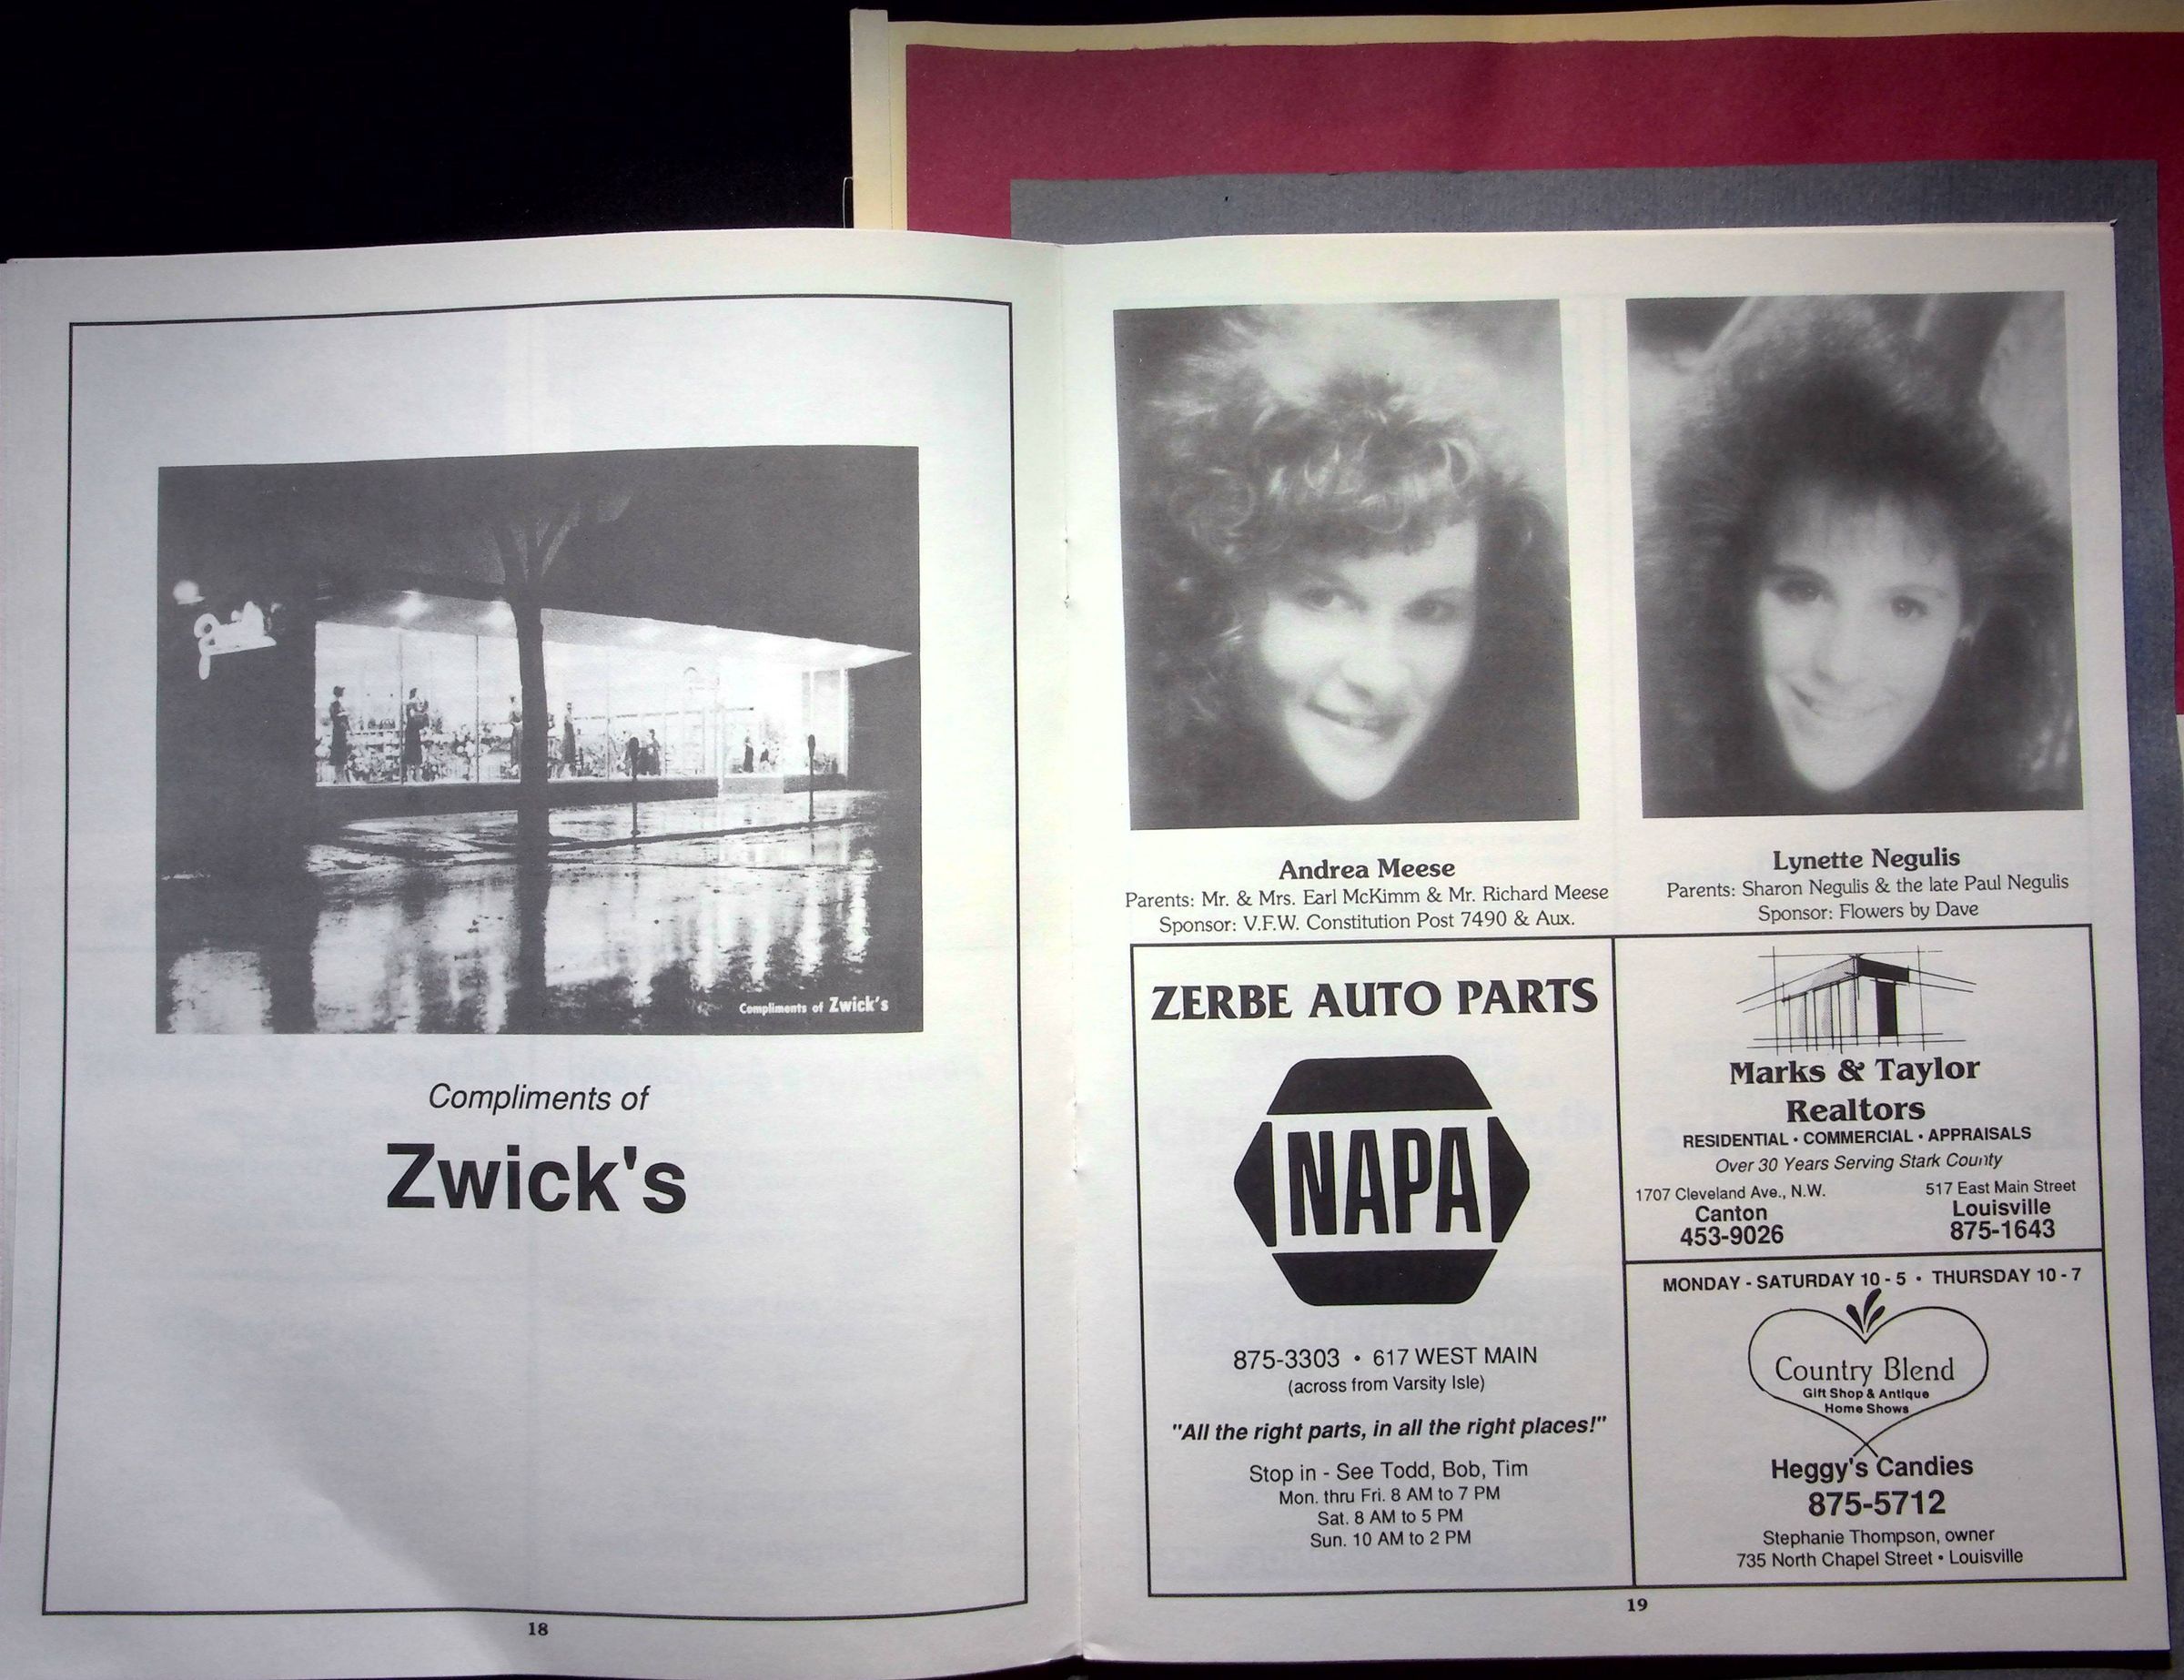 Compliments of Zwick's
Compliments of
Zwick's
18
Andrea Meese
Parents: Mr. & Mrs. Earl McKimm & Mr. Richard Meese
Sponsor: V.F.W. Constitution Post 7490 & Aux.
Lynette Negulis
Parents: Sharon Negulis & the late Paul Negulis
Sponsor: Flowers by Dave
ZERBE AUTO PARTS
NAPA
875-3303 • 617 WEST MAIN
(across from Varsity Isle)
"All the right parts, in all the right places!"
Stop in - See Todd, Bob, Tim
Mon. thru Fri. 8 AM to 7 PM
Sat. 8 AM to 5 PM
Sun. 10 AM to 2 PM
Marks & Taylor
Realtors
RESIDENTIAL • COMMERCIAL • APPRAISALS
Over 30 Years Serving Stark County
1707 Cleveland Ave., N.W.
Canton
453-9026
517 East Main Street
Louisville
875-1643
MONDAY - SATURDAY 10 - 5 • THURSDAY 10 - 7
Country Blend
Gift Shop & Antique
Home Shows
Heggy's Candies
875-5712
Stephanie Thompson, owner
735 North Chapel Street • Louisville
19